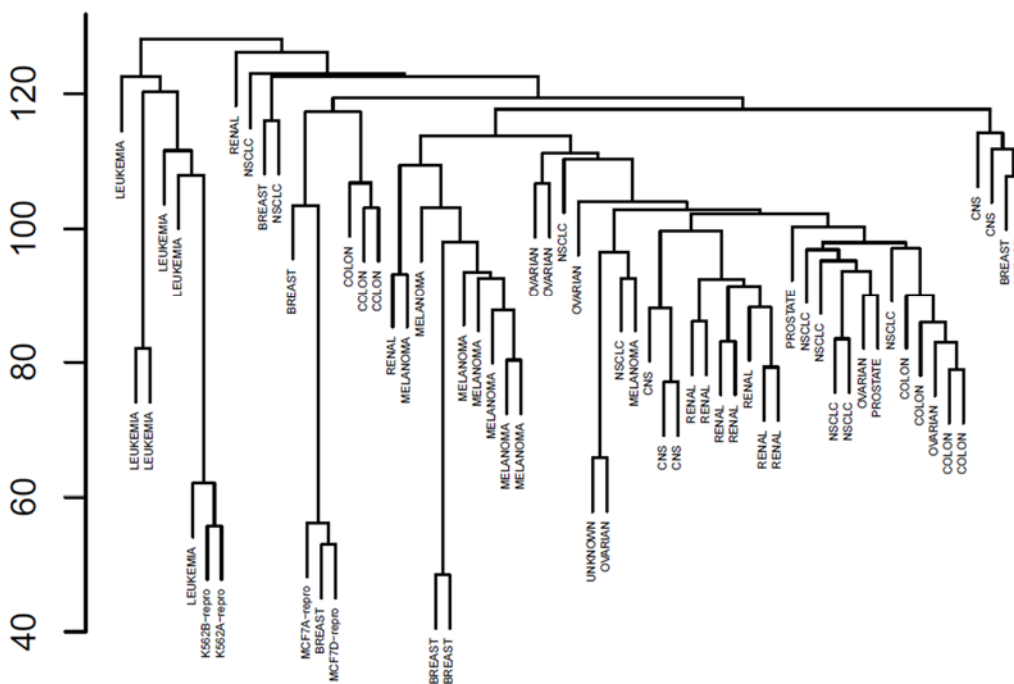 120
100
80
60
40
LEUKEMIA
LEUKEMIA
LEUKEMIA
LEUKEMIA
LEUKEMIA
LEUKEMIA
K562B-repro
K562A-repro
RENAL
NSCLC
BREAST
NSCLC
BREAST
MCF7A-repro
BREAST
MCF7D-repro
COLON
COLON
COLON
RENAL
MELANOMA
MELANOMA
BREAST
BREAST
MELANOMA
MELANOMA
MELANOMA
MELANOMA
MELANOMA
OVARIAN
OVARIAN
NSCLC
OVARIAN
UNKNOWN
OVARIAN
NSCLC
MELANOMA
CNS
CNS
CNS
RENAL
RENAL
RENAL
RENAL
RENAL
RENAL
RENAL
PROSTATE
NSCLC
NSCLC
NSCLC
NSCLC
OVARIAN
PROSTATE
NSCLC
COLON
COLON
OVARIAN
COLON
COLON
CNS
CNS
BREAST